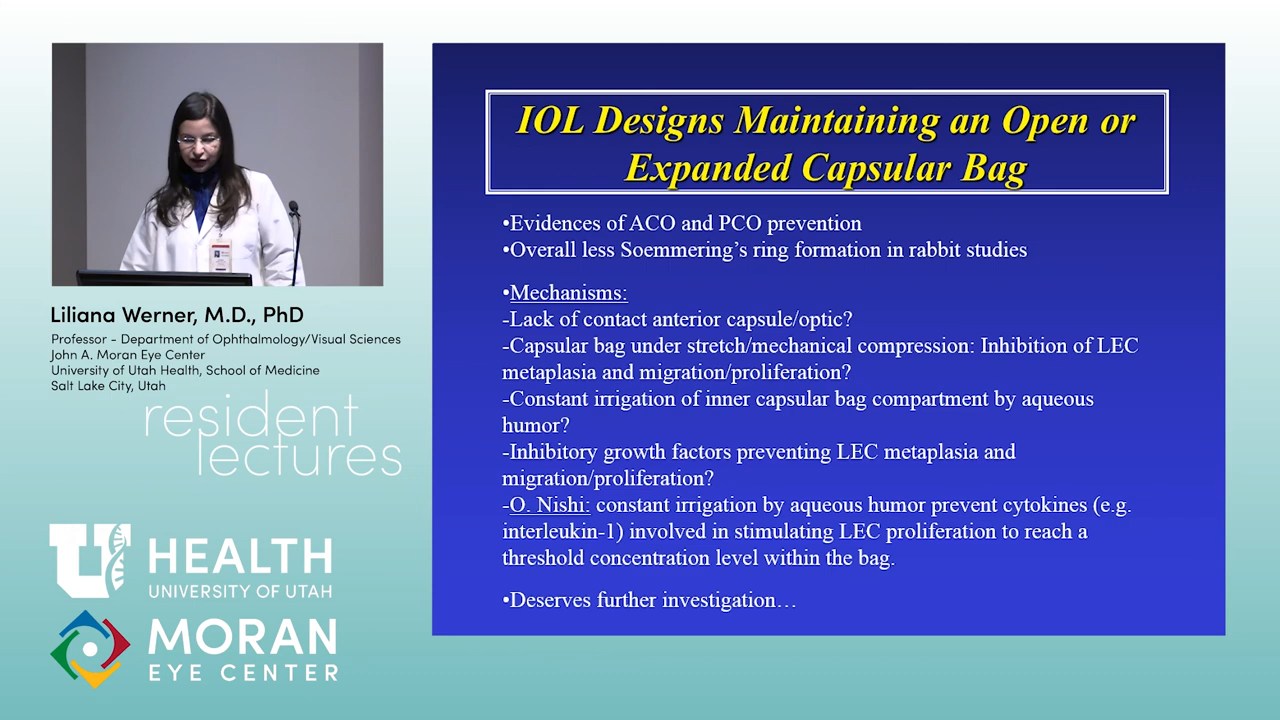 IOL Designs Maintaining an Open or
Expanded Capsular Bag
•Evidences of ACO and PCO prevention
•Overall less Soemmering’s ring formation in rabbit studies
•Mechanisms:
-Lack of contact anterior capsule/optic?
-Capsular bag under stretch/mechanical compression: Inhibition of LEC
metaplasia and migration/proliferation?
-Constant irrigation of inner capsular bag compartment by aqueous
humor?
-Inhibitory growth factors preventing LEC metaplasia and
migration/proliferation?
-O. Nishi: constant irrigation by aqueous humor prevent cytokines (e.g.
interleukin-1) involved in stimulating LEC proliferation to reach a
threshold concentration level within the bag.
•Deserves further investigation…
Liliana Werner, M.D., PhD
Professor - Department of Ophthalmology/Visual Sciences
John A. Moran Eye Center
University of Utah Health, School of Medicine
Salt Lake City, Utah
resident
lectures
U HEALTH
UNIVERSITY OF UTAH
MORAN
EYE CENTER